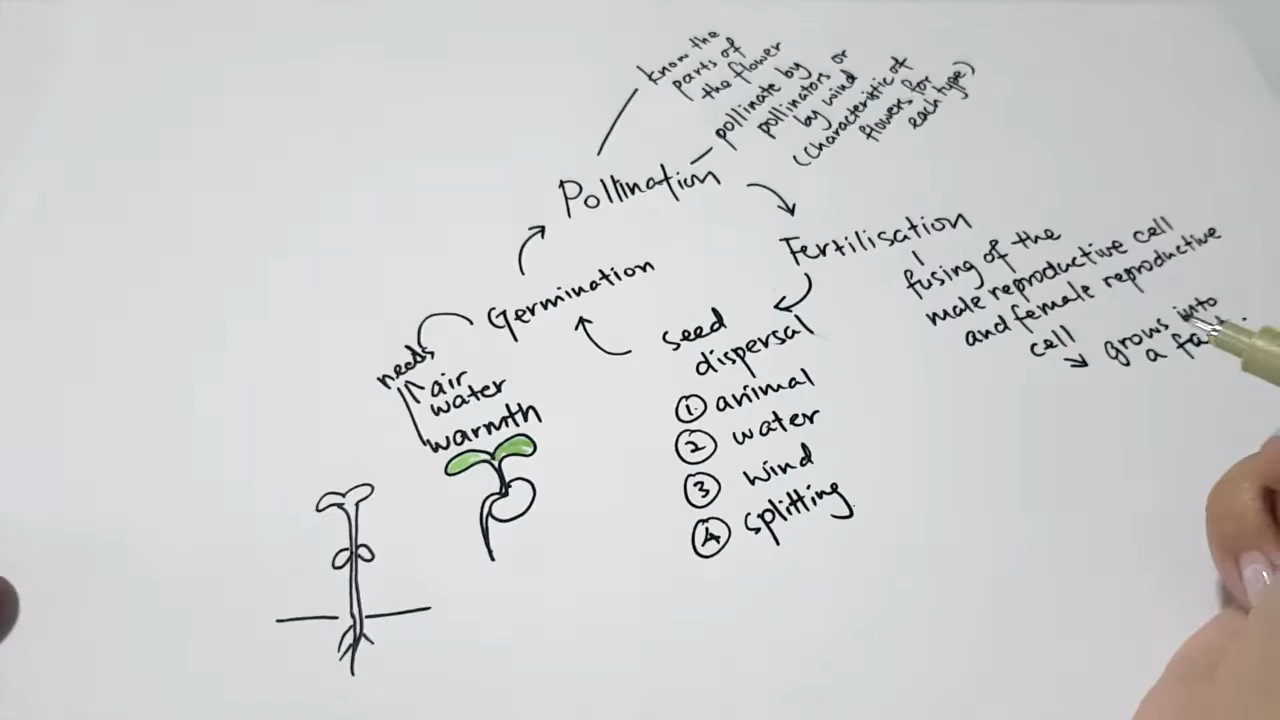 know the
parts of
the flower
pollinate by
pollinators or
by wind
(characteristic of
flowers for
each type)
Pollination
Fertilisation
fusing of the
male reproductive cell
and female reproductive
cell
grows into
a
Germination
needs
air
water
warmth
seed
dispersal
1. animal
2 water
3 wind
4 splitting